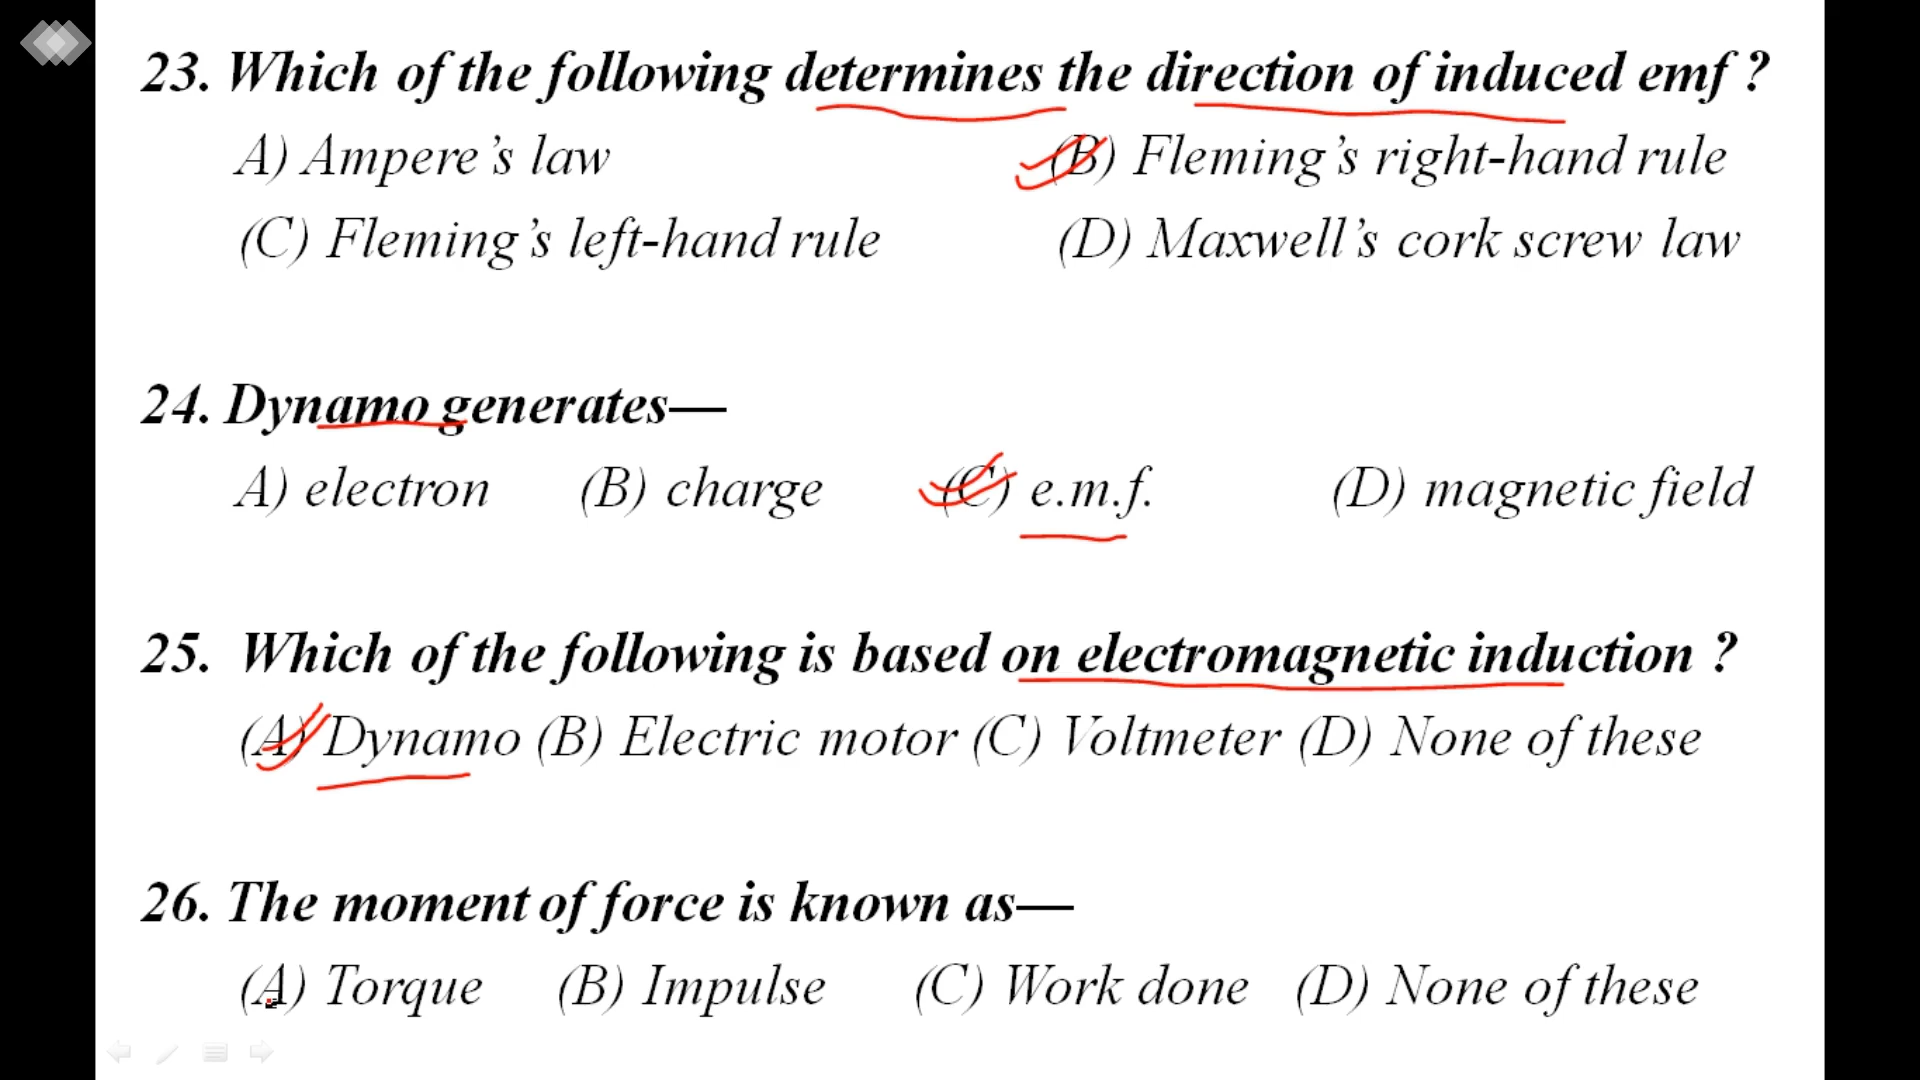 23. Which of the following determines the direction of induced emf ?
A) Ampere's law (B) Fleming's right-hand rule
(C) Fleming's left-hand rule (D) Maxwell's cork screw law
24. Dynamo generates—
A) electron (B) charge (C) e.m.f. (D) magnetic field
25. Which of the following is based on electromagnetic induction ?
(A) Dynamo (B) Electric motor (C) Voltmeter (D) None of these
26. The moment of force is known as—
(A) Torque (B) Impulse (C) Work done (D) None of these